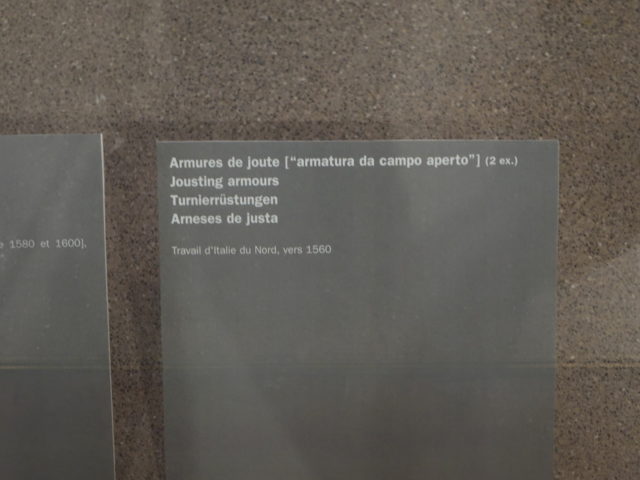 Armures de joute [“armatura da campo aperto”] (2 ex.)
Jousting armours
Turnierrüstungen
Arneses de justa
Travail d'Italie du Nord, vers 1560
1580 et 1600],